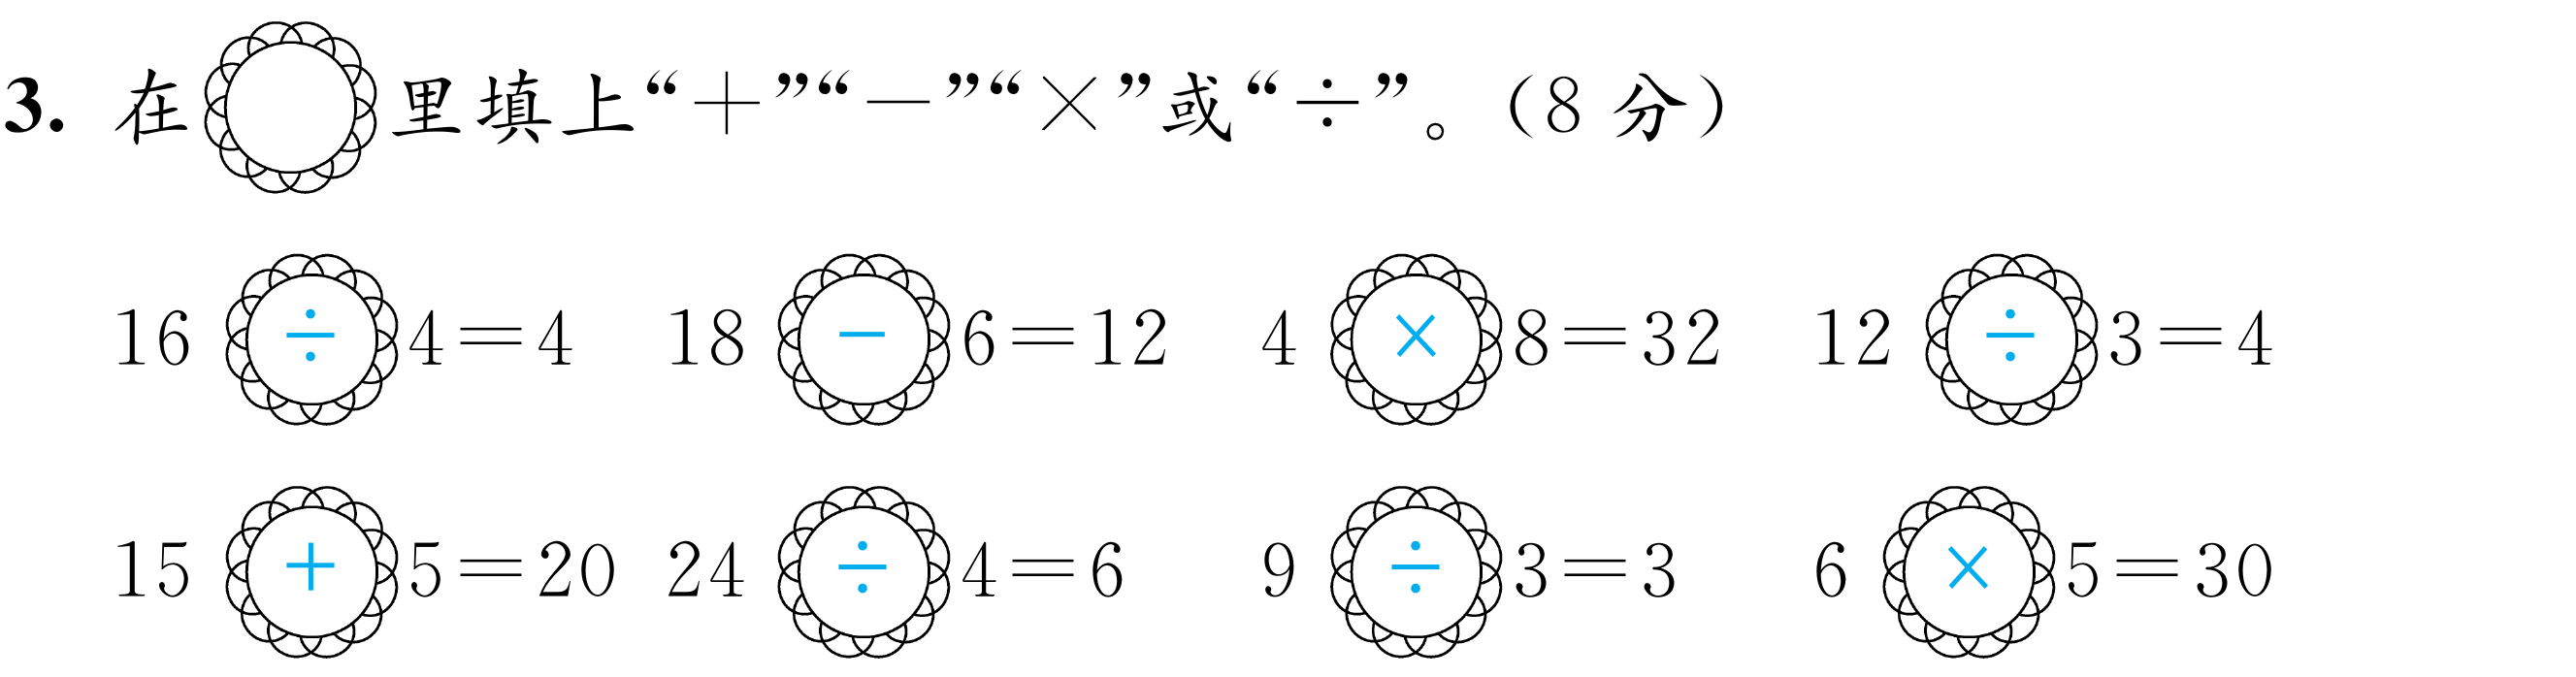 3. 在○里填上“+”“-”“×”或“÷”。(8 分)
16÷4=4 18-6=12 4×8=32 12÷3=4
15+5=20 24÷4=6 9÷3=3 6×5=30